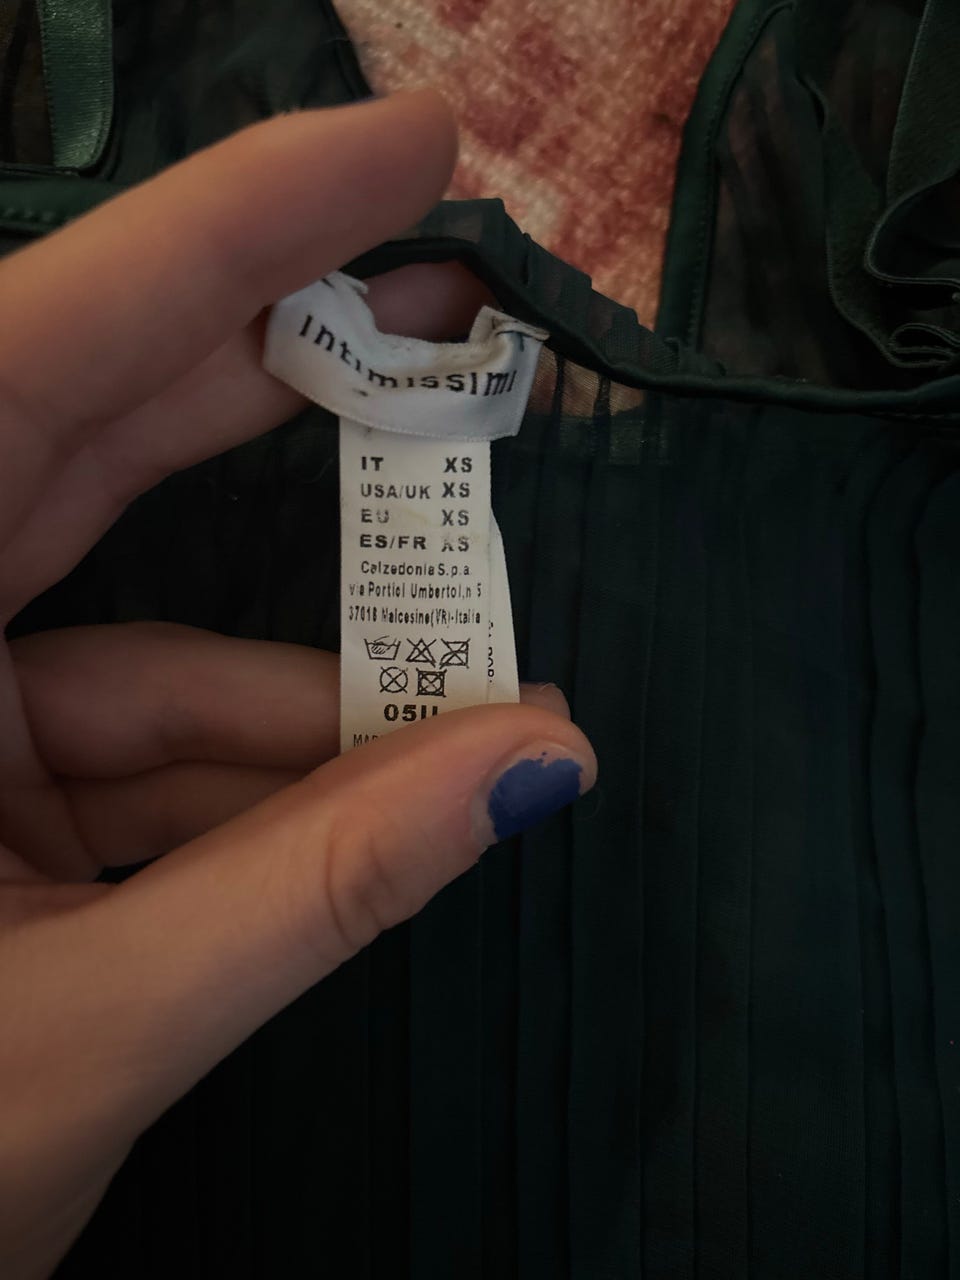 Intimissimi
IT XS
USA/UK XS
EU XS
ES/FR XS
Calzedonia S.p.a.
via Portici Umberto I,n 5
37018 Malcesine(VR)-Italia